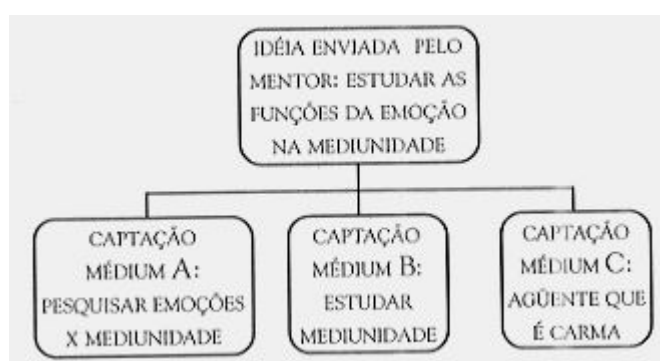 IDÉIA ENVIADA PELO
MENTOR: ESTUDAR AS
FUNÇÕES DA EMOÇÃO
NA MEDIUNIDADE
CAPTAÇÃO
MÉDIUM A:
PESQUISAR EMOÇÕES
X MEDIUNIDADE
CAPTAÇÃO
MÉDIUM B:
ESTUDAR
MEDIUNIDADE
CAPTAÇÃO
MÉDIUM C:
AGÜENTE QUE
É CARMA